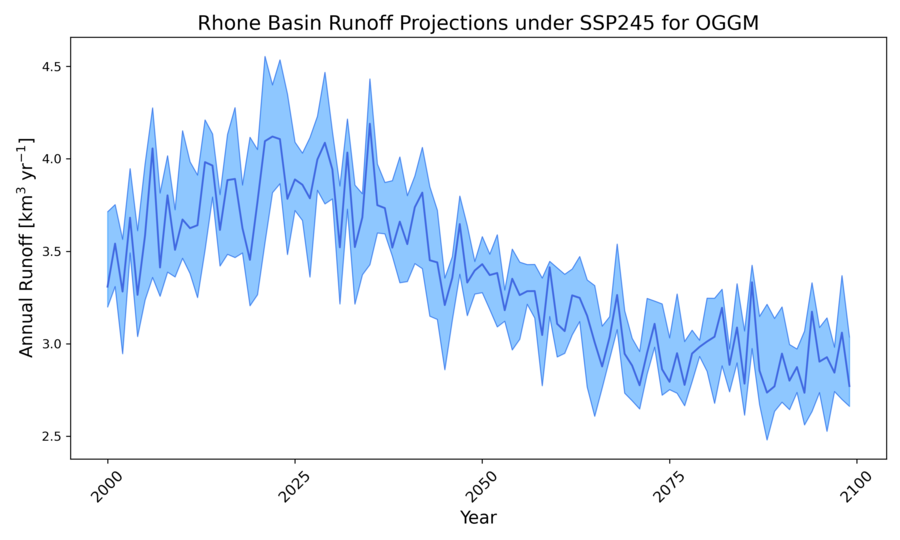 Rhone Basin Runoff Projections under SSP245 for OGGM
Annual Runoff [km³ yr⁻¹]
4.5
4.0
3.5
3.0
2.5
2000 2025 2050 2075 2100
Year